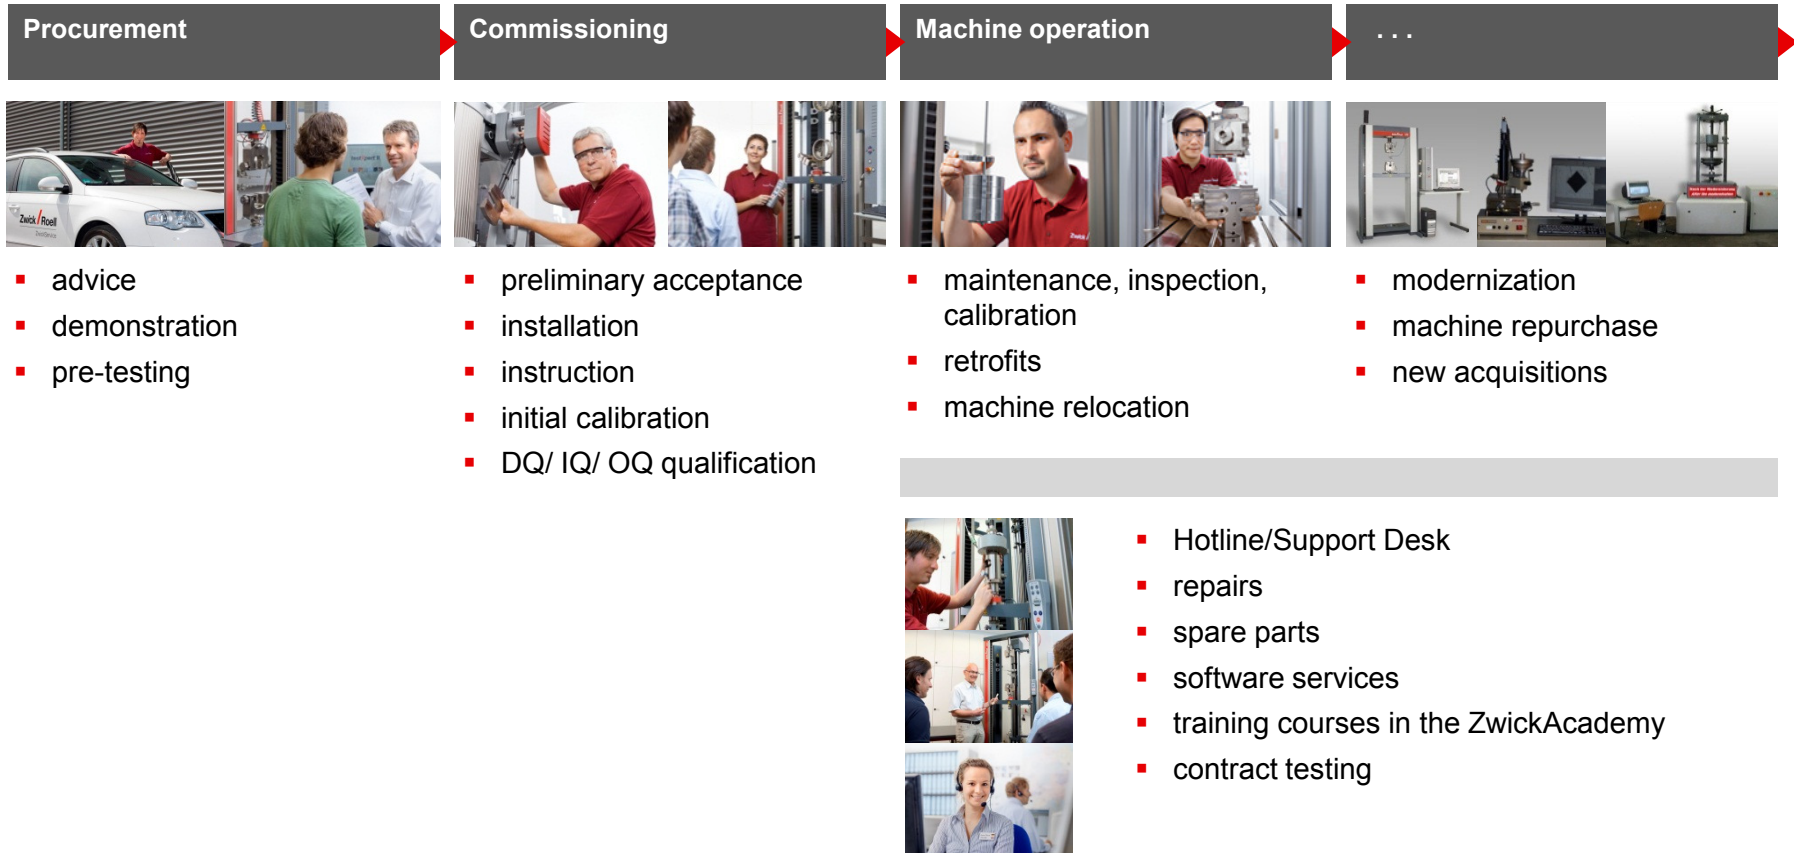 Procurement
Commissioning
Machine operation
. . .
Zwick / Roell
advice
demonstration
pre-testing
preliminary acceptance
installation
instruction
initial calibration
DQ/ IQ/ OQ qualification
maintenance, inspection,
calibration
retrofits
machine relocation
modernization
machine repurchase
new acquisitions
Hotline/Support Desk
repairs
spare parts
software services
training courses in the ZwickAcademy
contract testing